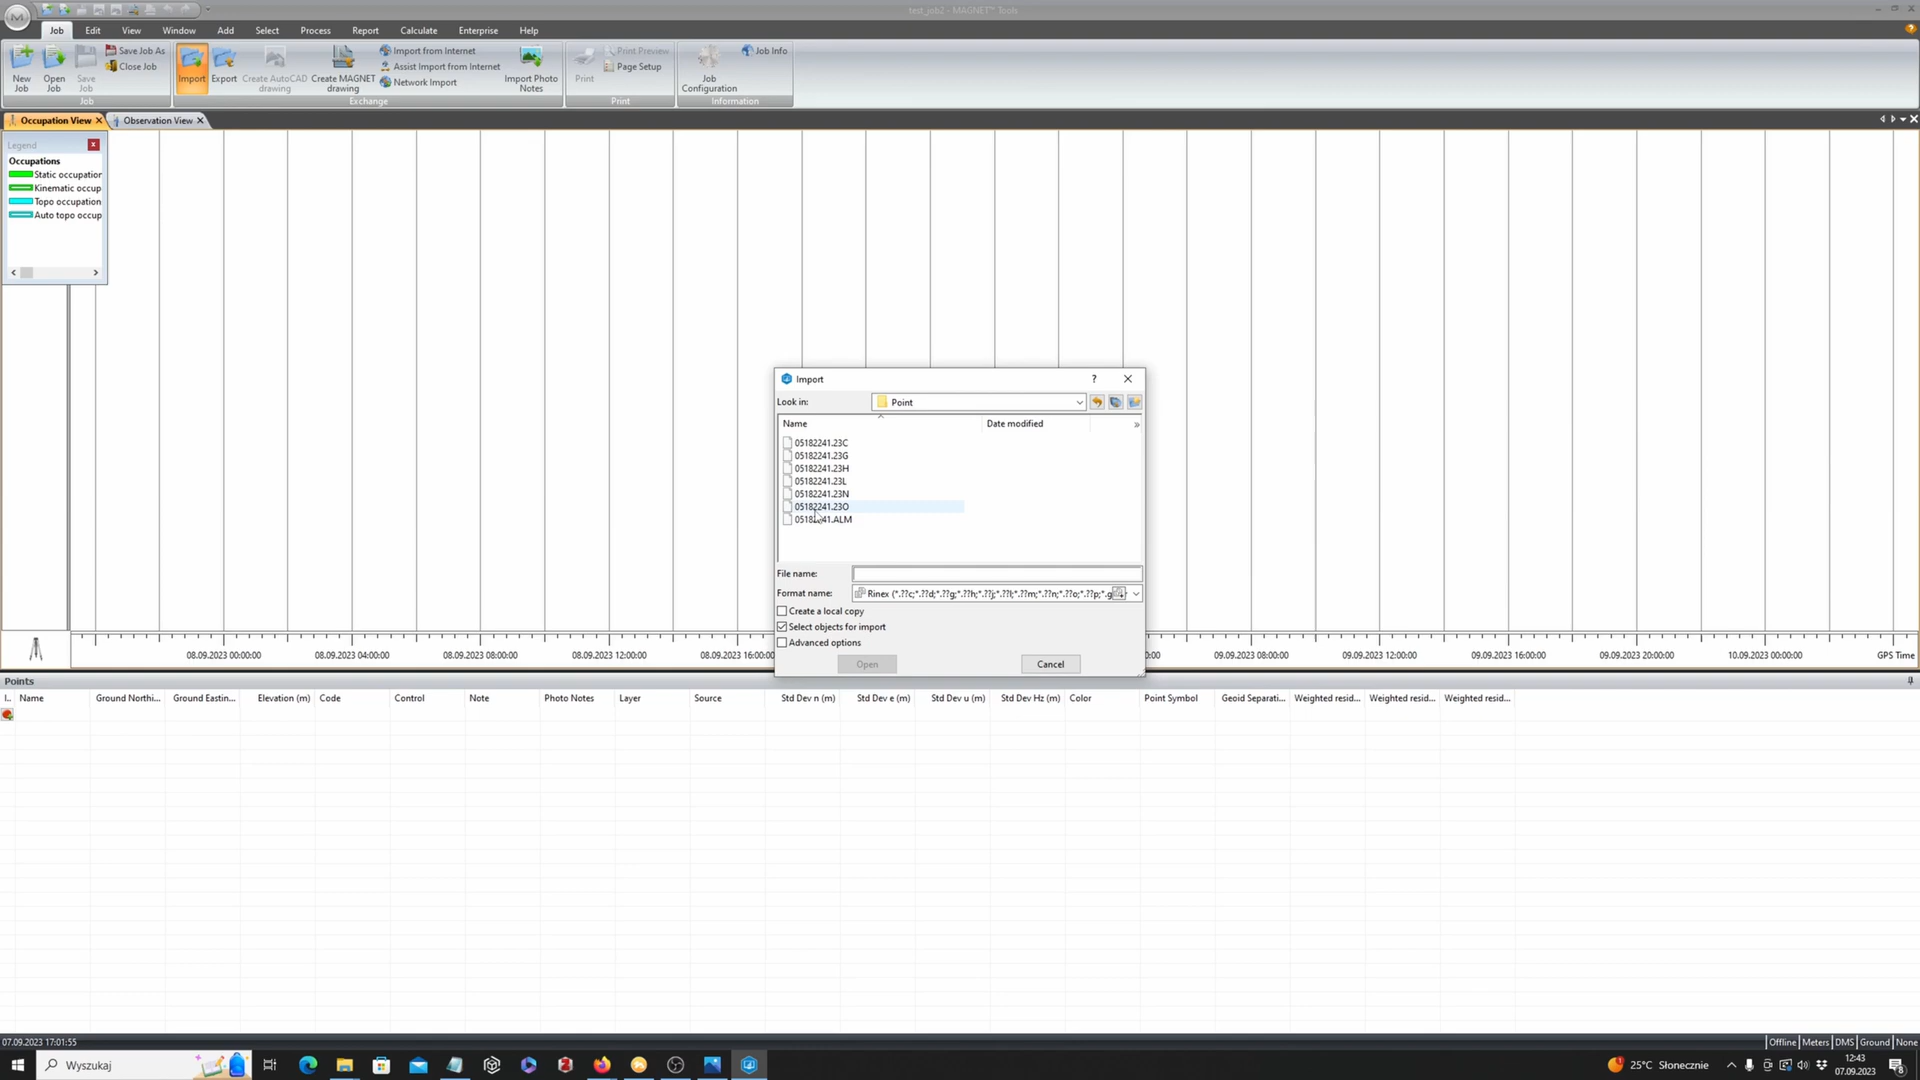 test_job2 - MAGNET™ Tools
Job Edit View Window Add Select Process Report Calculate Enterprise Help
New Job
Open Job
Save Job
Save Job As
Close Job
Job
Import
Export
Create AutoCAD drawing
Create MAGNET drawing
Import from Internet
Assist Import from Internet
Network Import
Import Photo Notes
Exchange
Print
Print Preview
Page Setup
Print
Job Configuration
Job Info
Information
Occupation View
Observation View
Legend
Occupations
Static occupation
Kinematic occup
Topo occupation
Auto topo occup
Import
Look in:
Point
Name Date modified
05182241.23C
05182241.23G
05182241.23H
05182241.23L
05182241.23N
05182241.23O
File name:
Format name:
Rinex (*.??c;*.??d;*.??g;*.??h;*.??j;*.??l;*.??m;*.??n;*.??o;*.??p;*.g
Create a local copy
Select objects for import
Advanced options
Open
Cancel
08.09.2023 00:00:00 08.09.2023 04:00:00 08.09.2023 08:00:00 08.09.2023 12:00:00 08.09.2023 16:00 00:00 09.09.2023 08:00:00 09.09.2023 12:00:00 09.09.2023 16:00:00 09.09.2023 20:00:00 10.09.2023 00:00:00 GPS Time
Points
I.. Name Ground Northi... Ground Eastin... Elevation (m) Code Control Note Photo Notes Layer Source Std Dev n (m) Std Dev e (m) Std Dev u (m) Std Dev Hz (m) Color Point Symbol Geoid Separati... Weighted resid... Weighted resid... Weighted resid...
07.09.2023 17:01:55
Offline Meters DMS Ground None
Wyszukaj
25°C Słonecznie
12:43
07.09.2023
8